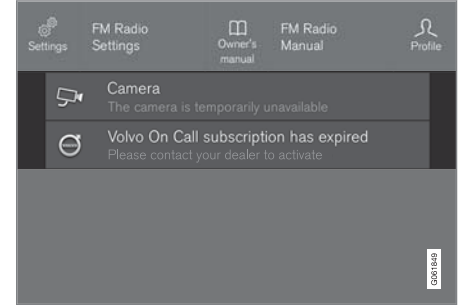 FM Radio
Settings
Settings
Owner's
manual
FM Radio
Manual
Profile
Camera
The camera is temporarily unavailable
Volvo On Call subscription has expired
Please contact your dealer to activate
G061849